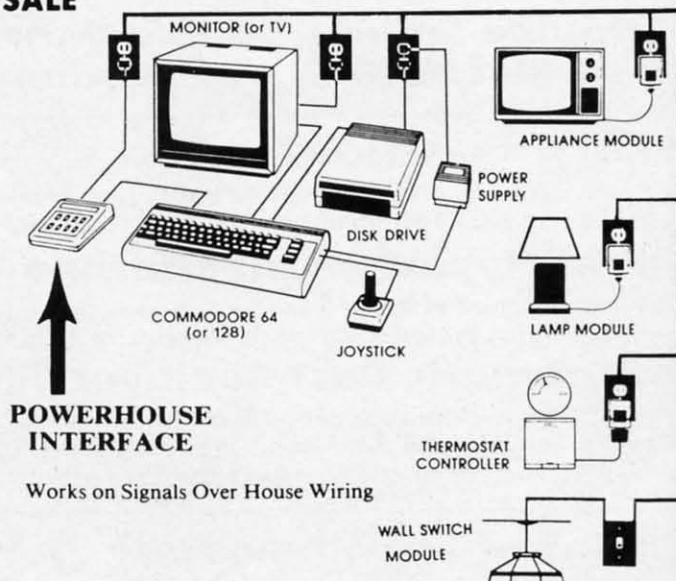 SALE
MONITOR (or TV)
APPLIANCE MODULE
POWER
SUPPLY
DISK DRIVE
COMMODORE 64
(or 128)
JOYSTICK
LAMP MODULE
POWERHOUSE
INTERFACE
THERMOSTAT
CONTROLLER
Works on Signals Over House Wiring
WALL SWITCH
MODULE